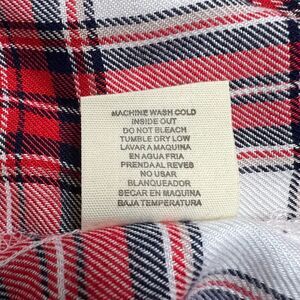 MACHINE WASH COLD
INSIDE OUT
DO NOT BLEACH
TUMBLE DRY LOW
LAVAR A MAQUINA
EN AGUA FRIA
PRENDA AL REVES
NO USAR
BLANQUEADOR
SECAR EN MAQUINA
BAJA TEMPERATURA